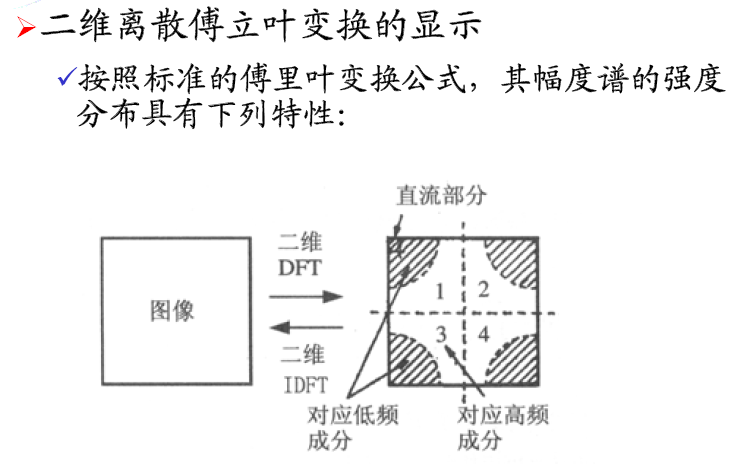 二维离散傅立叶变换的显示
按照标准的傅里叶变换公式，其幅度谱的强度
分布具有下列特性：
直流部分
二维
DFT
图像
1
2
3
4
二维
IDFT
对应低频
成分
对应高频
成分